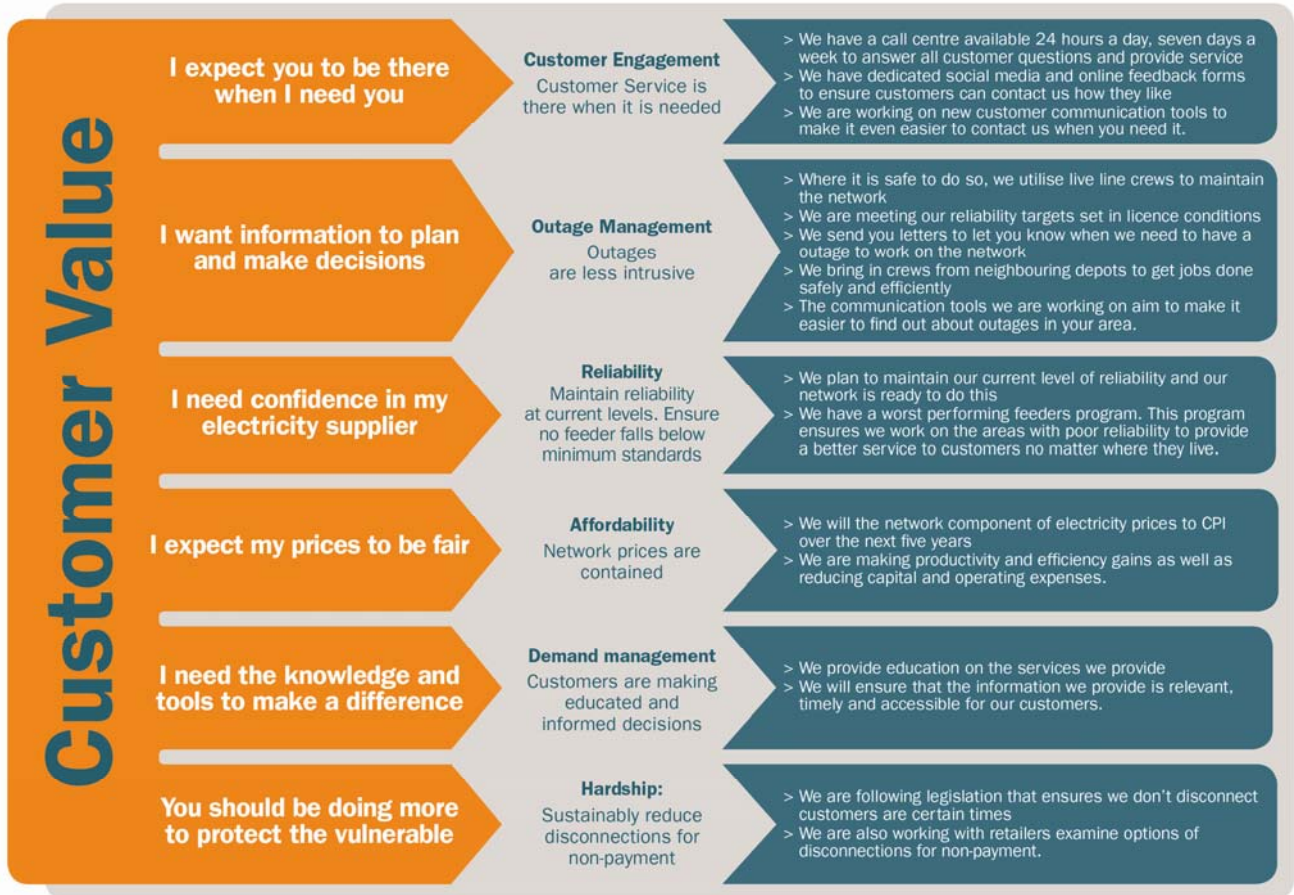 Customer Value
I expect you to be there
when I need you
Customer Engagement
Customer Service is
there when it is needed
> We have a call centre available 24 hours a day, seven days a
week to answer all customer questions and provide service
> We have dedicated social media and online feedback forms
to ensure customers can contact us how they like
> We are working on new customer communication tools to
make it even easier to contact us when you need it.
I want information to plan
and make decisions
Outage Management
Outages
are less intrusive
> Where it is safe to do so, we utilise live line crews to maintain
the network
> We are meeting our reliability targets set in licence conditions
> We send you letters to let you know when we need to have a
outage to work on the network
> We bring in crews from neighbouring depots to get jobs done
safely and efficiently
> The communication tools we are working on aim to make it
easier to find out about outages in your area.
I need confidence in my
electricity supplier
Reliability
Maintain reliability
at current levels. Ensure
no feeder falls below
minimum standards
> We plan to maintain our current level of reliability and our
network is ready to do this
> We have a worst performing feeders program. This program
ensures we work on the areas with poor reliability to provide
a better service to customers no matter where they live.
I expect my prices to be fair
Affordability
Network prices are
contained
> We will the network component of electricity prices to CPI
over the next five years
> We are making productivity and efficiency gains as well as
reducing capital and operating expenses.
I need the knowledge and
tools to make a difference
Demand management
Customers are making
educated and
informed decisions
> We provide education on the services we provide
> We will ensure that the information we provide is relevant,
timely and accessible for our customers.
You should be doing more
to protect the vulnerable
Hardship:
Sustainably reduce
disconnections for
non-payment
> We are following legislation that ensures we don't disconnect
customers are certain times
> We are also working with retailers examine options of
disconnections for non-payment.